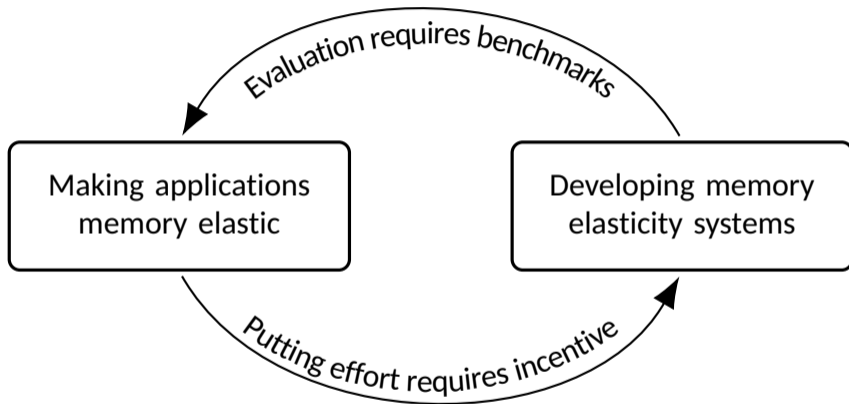 Evaluation requires benchmarks
Making applications
memory elastic
Developing memory
elasticity systems
Putting effort requires incentive